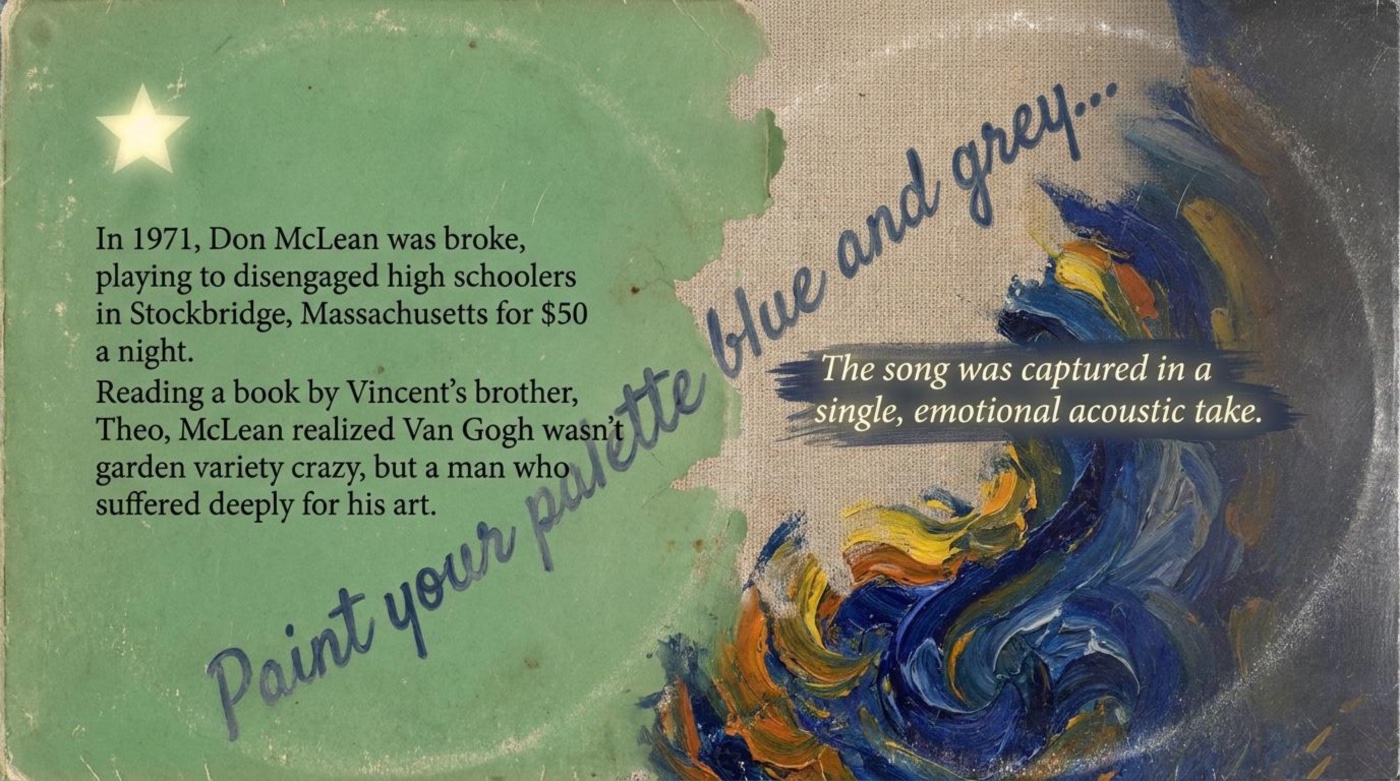 In 1971, Don McLean was broke,
playing to disengaged high schoolers
in Stockbridge, Massachusetts for $50
a night.
Reading a book by Vincent’s brother,
Theo, McLean realized Van Gogh wasn’t
garden variety crazy, but a man who
suffered deeply for his art.
Paint your palette blue and grey...
The song was captured in a
single, emotional acoustic take.